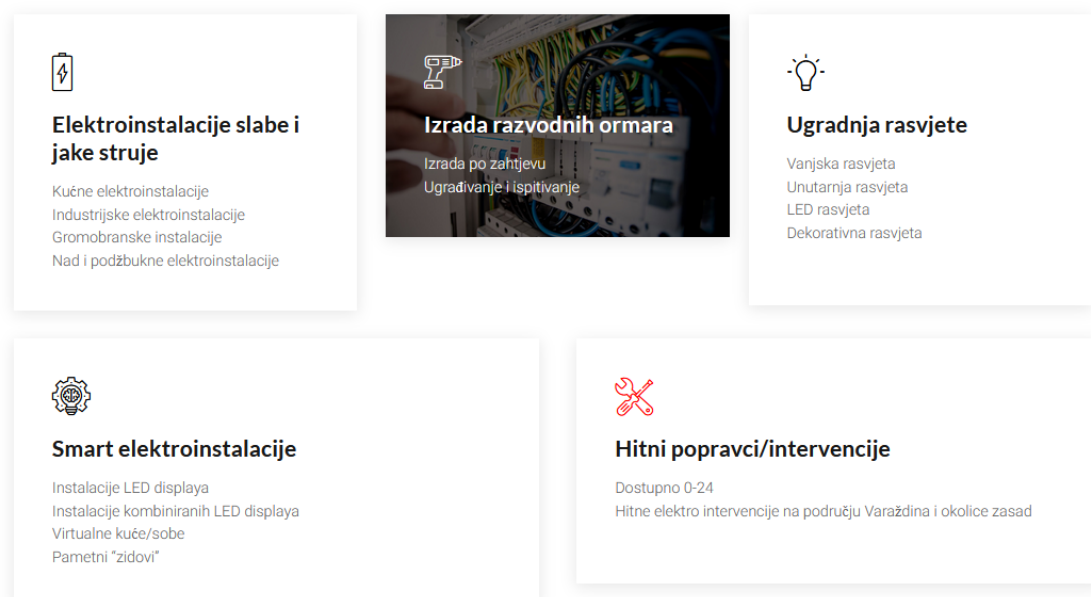 Elektroinstalacije slabe i
jake struje
Kućne elektroinstalacije
Industrijske elektroinstalacije
Gromobranske instalacije
Nad i podžbukne elektroinstalacije
Izrada razvodnih ormara
Izrada po zahtjevu
Ugrađivanje i ispitivanje
Ugradnja rasvjete
Vanjska rasvjeta
Unutarnja rasvjeta
LED rasvjeta
Dekorativna rasvjeta
Smart elektroinstalacije
Instalacije LED displaya
Instalacije kombiniranih LED displaya
Virtualne kuće/sobe
Pametni “zidovi”
Hitni popravci/intervencije
Dostupno 0-24
Hitne elektro intervencije na području Varaždina i okolice zasad